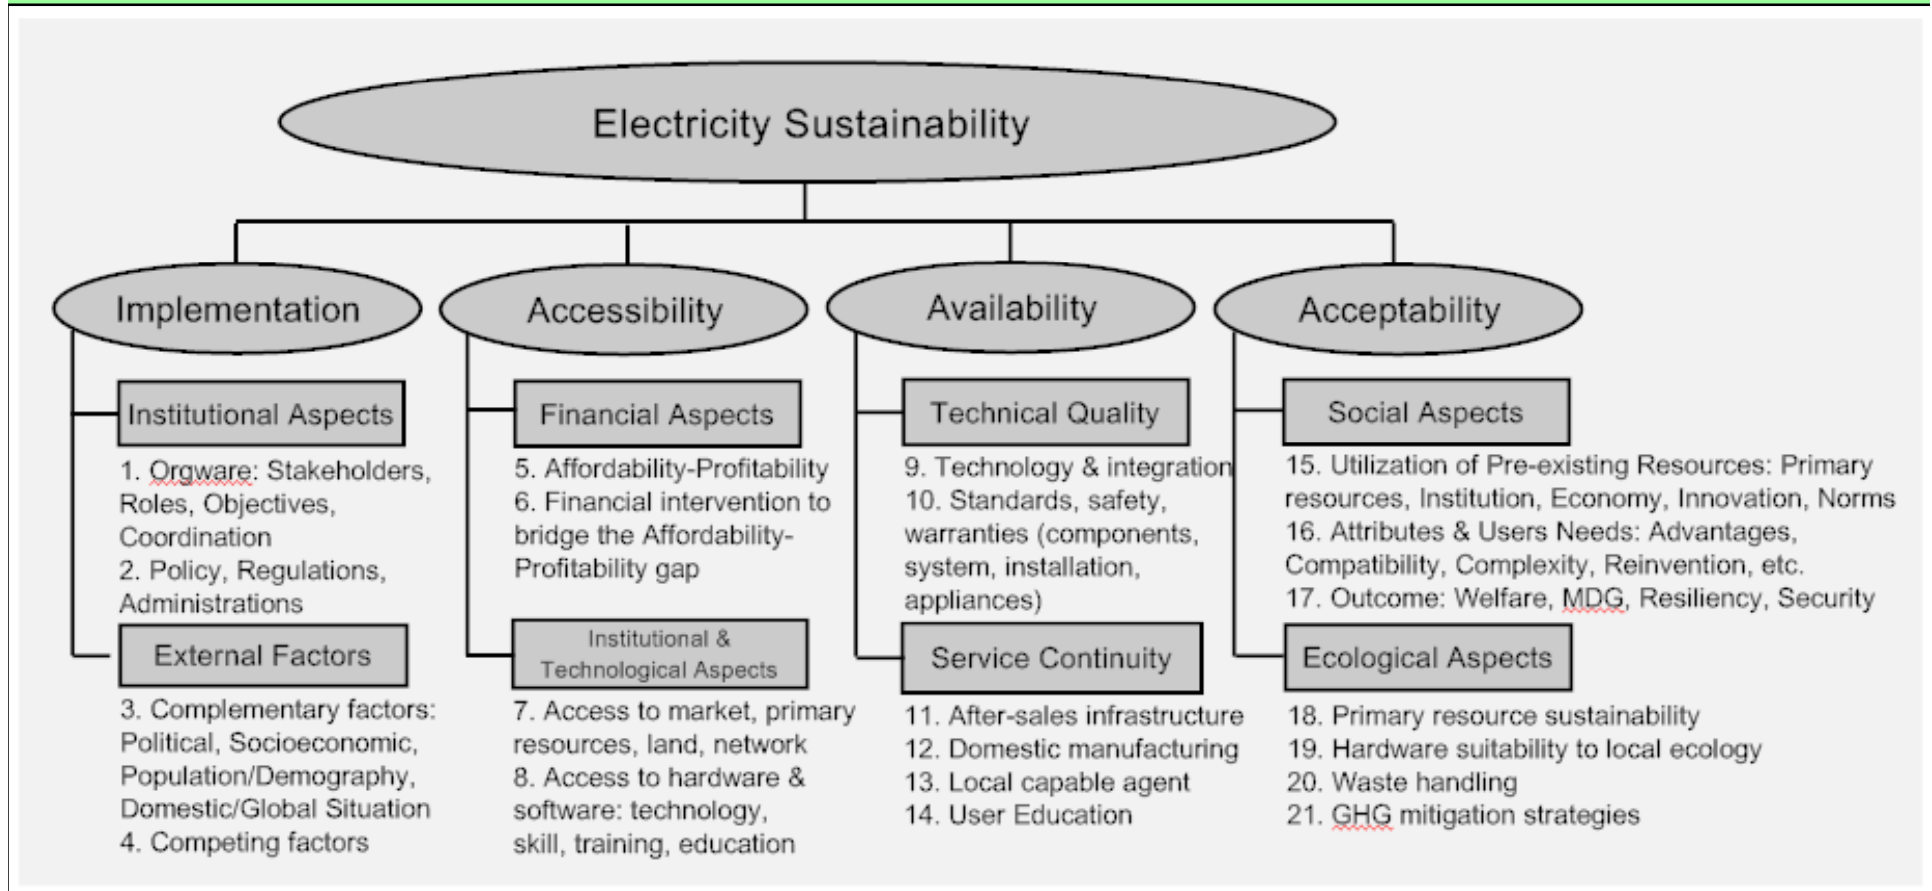 Electricity Sustainability
Implementation
Institutional Aspects
1. Orgware: Stakeholders,
Roles, Objectives,
Coordination
2. Policy, Regulations,
Administrations
External Factors
3. Complementary factors:
Political, Socioeconomic,
Population/Demography,
Domestic/Global Situation
4. Competing factors
Accessibility
Financial Aspects
5. Affordability-Profitability
6. Financial intervention to
bridge the Affordability-
Profitability gap
Institutional &
Technological Aspects
7. Access to market, primary
resources, land, network
8. Access to hardware &
software: technology,
skill, training, education
Availability
Technical Quality
9. Technology & integration
10. Standards, safety,
warranties (components,
system, installation,
appliances)
Service Continuity
11. After-sales infrastructure
12. Domestic manufacturing
13. Local capable agent
14. User Education
Acceptability
Social Aspects
15. Utilization of Pre-existing Resources: Primary
resources, Institution, Economy, Innovation, Norms
16. Attributes & Users Needs: Advantages,
Compatibility, Complexity, Reinvention, etc.
17. Outcome: Welfare, MDG, Resiliency, Security
Ecological Aspects
18. Primary resource sustainability
19. Hardware suitability to local ecology
20. Waste handling
21. GHG mitigation strategies